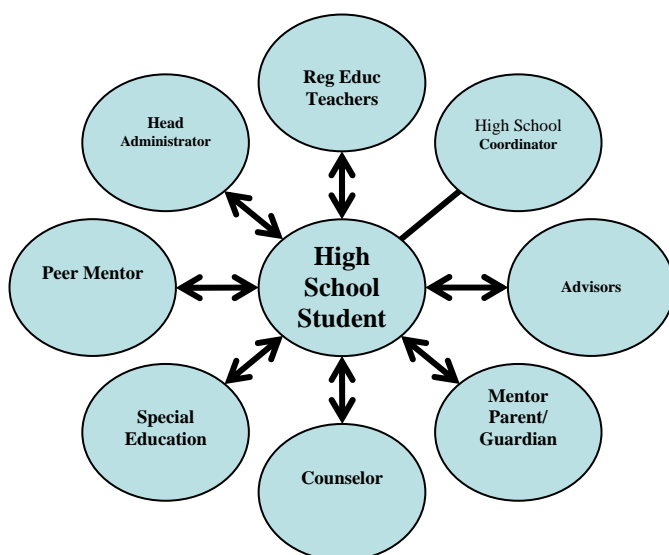 Reg Educ
Teachers
Head
Administrator
High School
Coordinator
Peer Mentor
High
School
Student
Advisors
Special
Education
Mentor
Parent/
Guardian
Counselor